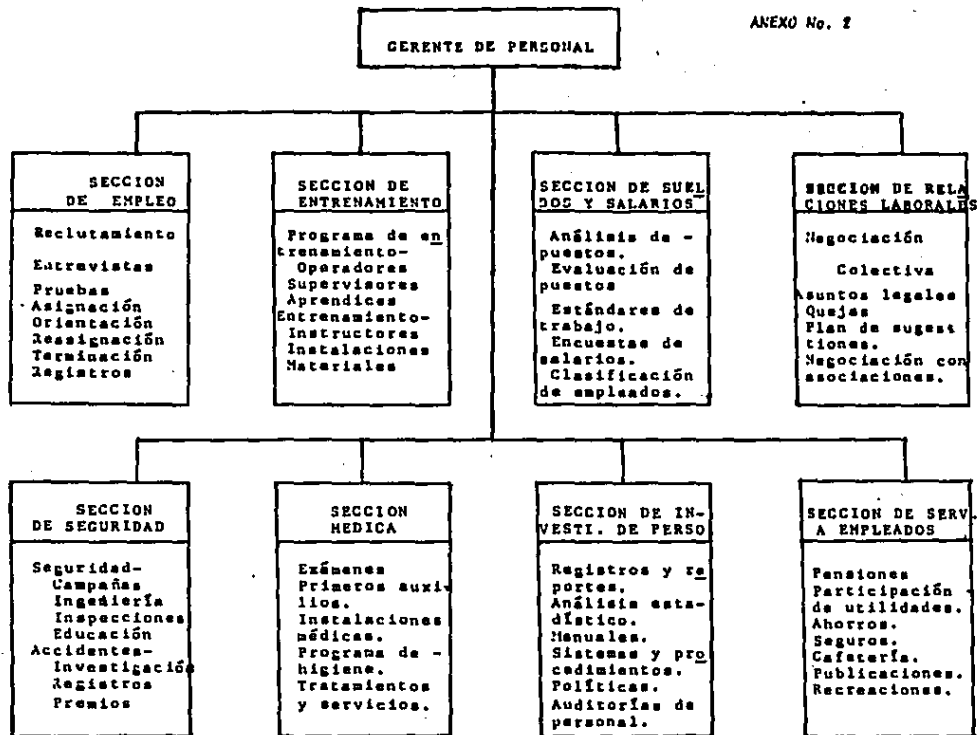 ANEXO No. 2
GERENTE DE PERSONAL
SECCION
DE EMPLEO
Reclutamiento
Entrevistas
Pruebas
Asignación
Orientación
Reasignación
Terminación
Registros
SECCION DE
ENTRENAMIENTO
Programa de en
trenamiento-
Operadores
Supervisores
Aprendices
Entrenamiento-
Instructores
Instalaciones
Materiales
SECCION DE SUEL
DOS Y SALARIOS
Análisis de -
puestos.
Evaluación de
puestos
Estándares de
trabajo.
Encuestas de
salarios.
Clasificación
de empleados.
SECCION DE RELA
CIONES LABORALES
Negociación
Colectiva
Asuntos legales
Quejas
Plan de sugest
tiones.
Negociación con
asociaciones.
SECCION
DE SEGURIDAD
Seguridad-
Campañas
Ingeniería
Inspecciones
Educación
Accidentes-
Investigación
Registros
Premios
SECCION
MEDICA
Exámenes
Primeros auxi-
lios.
Instalaciones
médicas.
Programa de -
higiene.
Tratamientos
y servicios.
SECCION DE IN-
VESTI. DE PERSO
Registros y re
portes.
Análisis esta-
dístico.
Manuales.
Sistemas y pro
cedimientos.
Políticas.
Auditorías de
personal.
SECCION DE SERV.
A EMPLEADOS
Pensiones
Participación -
de utilidades.
Ahorros.
Seguros.
Cafetería.
Publicaciones.
Recreaciones.